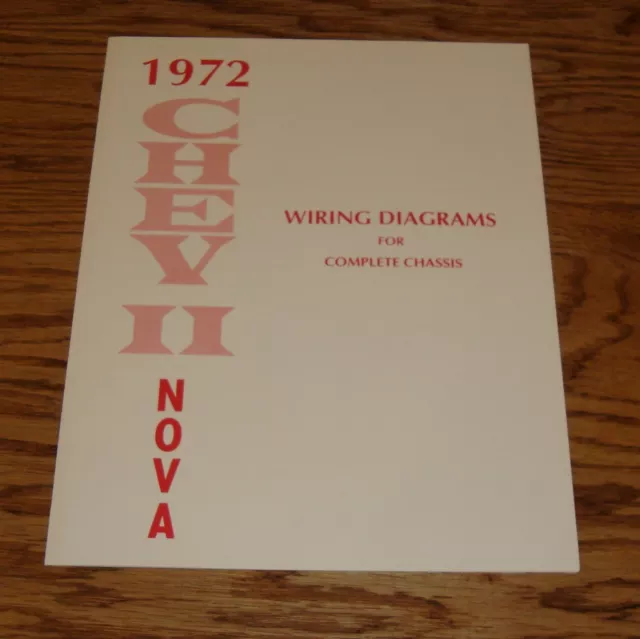 1972
CHEV II
NOVA
WIRING DIAGRAMS
FOR
COMPLETE CHASSIS